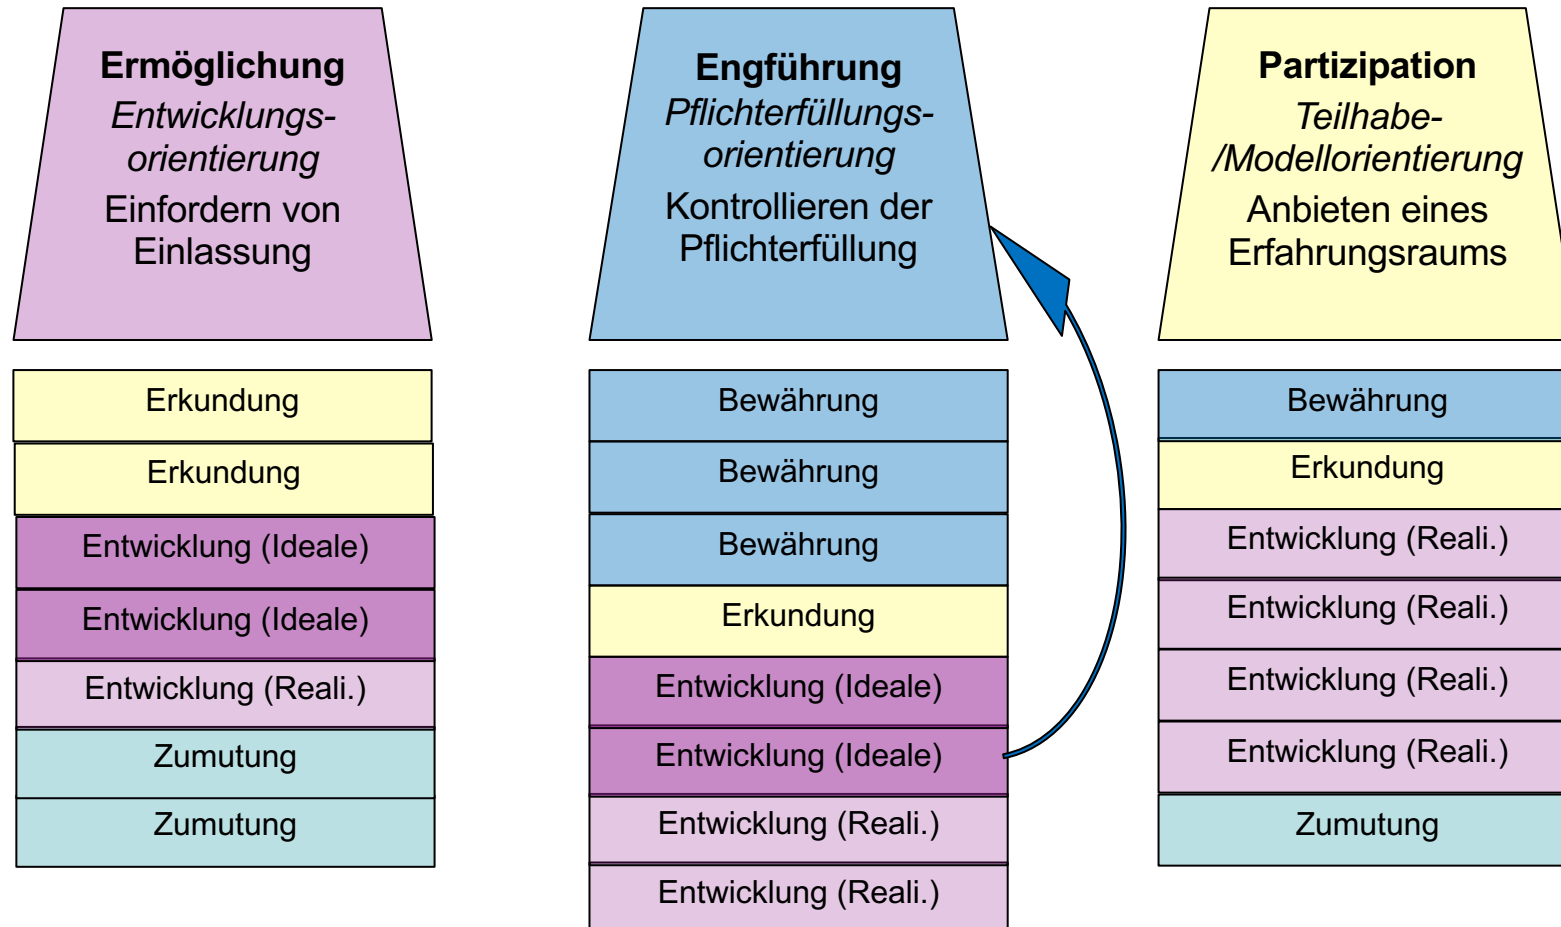 Ermöglichung
Entwicklungs-
orientierung
Einfordern von
Einlassung
Erkundung
Erkundung
Entwicklung (Ideale)
Entwicklung (Ideale)
Entwicklung (Reali.)
Zumutung
Zumutung
Engführung
Pflichterfüllungs-
orientierung
Kontrollieren der
Pflichterfüllung
Bewährung
Bewährung
Bewährung
Erkundung
Entwicklung (Ideale)
Entwicklung (Ideale)
Entwicklung (Reali.)
Entwicklung (Reali.)
Partizipation
Teilhabe-
/Modellorientierung
Anbieten eines
Erfahrungsraums
Bewährung
Erkundung
Entwicklung (Reali.)
Entwicklung (Reali.)
Entwicklung (Reali.)
Entwicklung (Reali.)
Zumutung